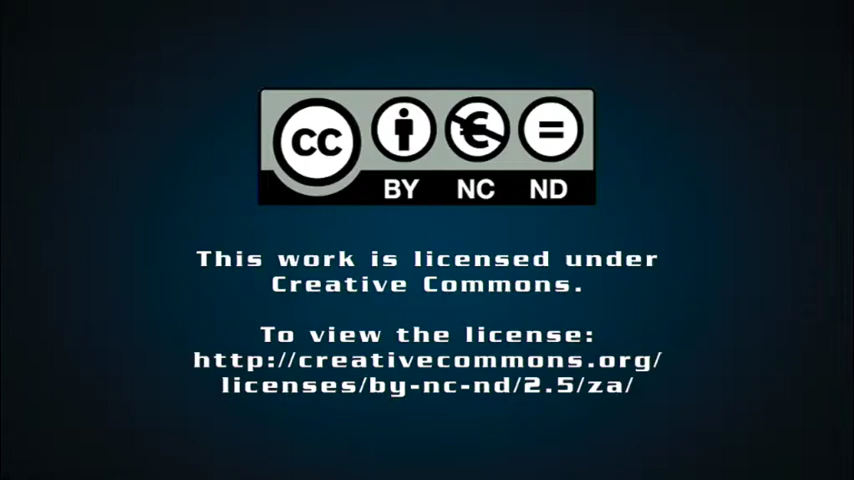 CC
BY NC ND
This work is licensed under
Creative Commons.
To view the license:
http://creativecommons.org/
licenses/by-nc-nd/2.5/za/